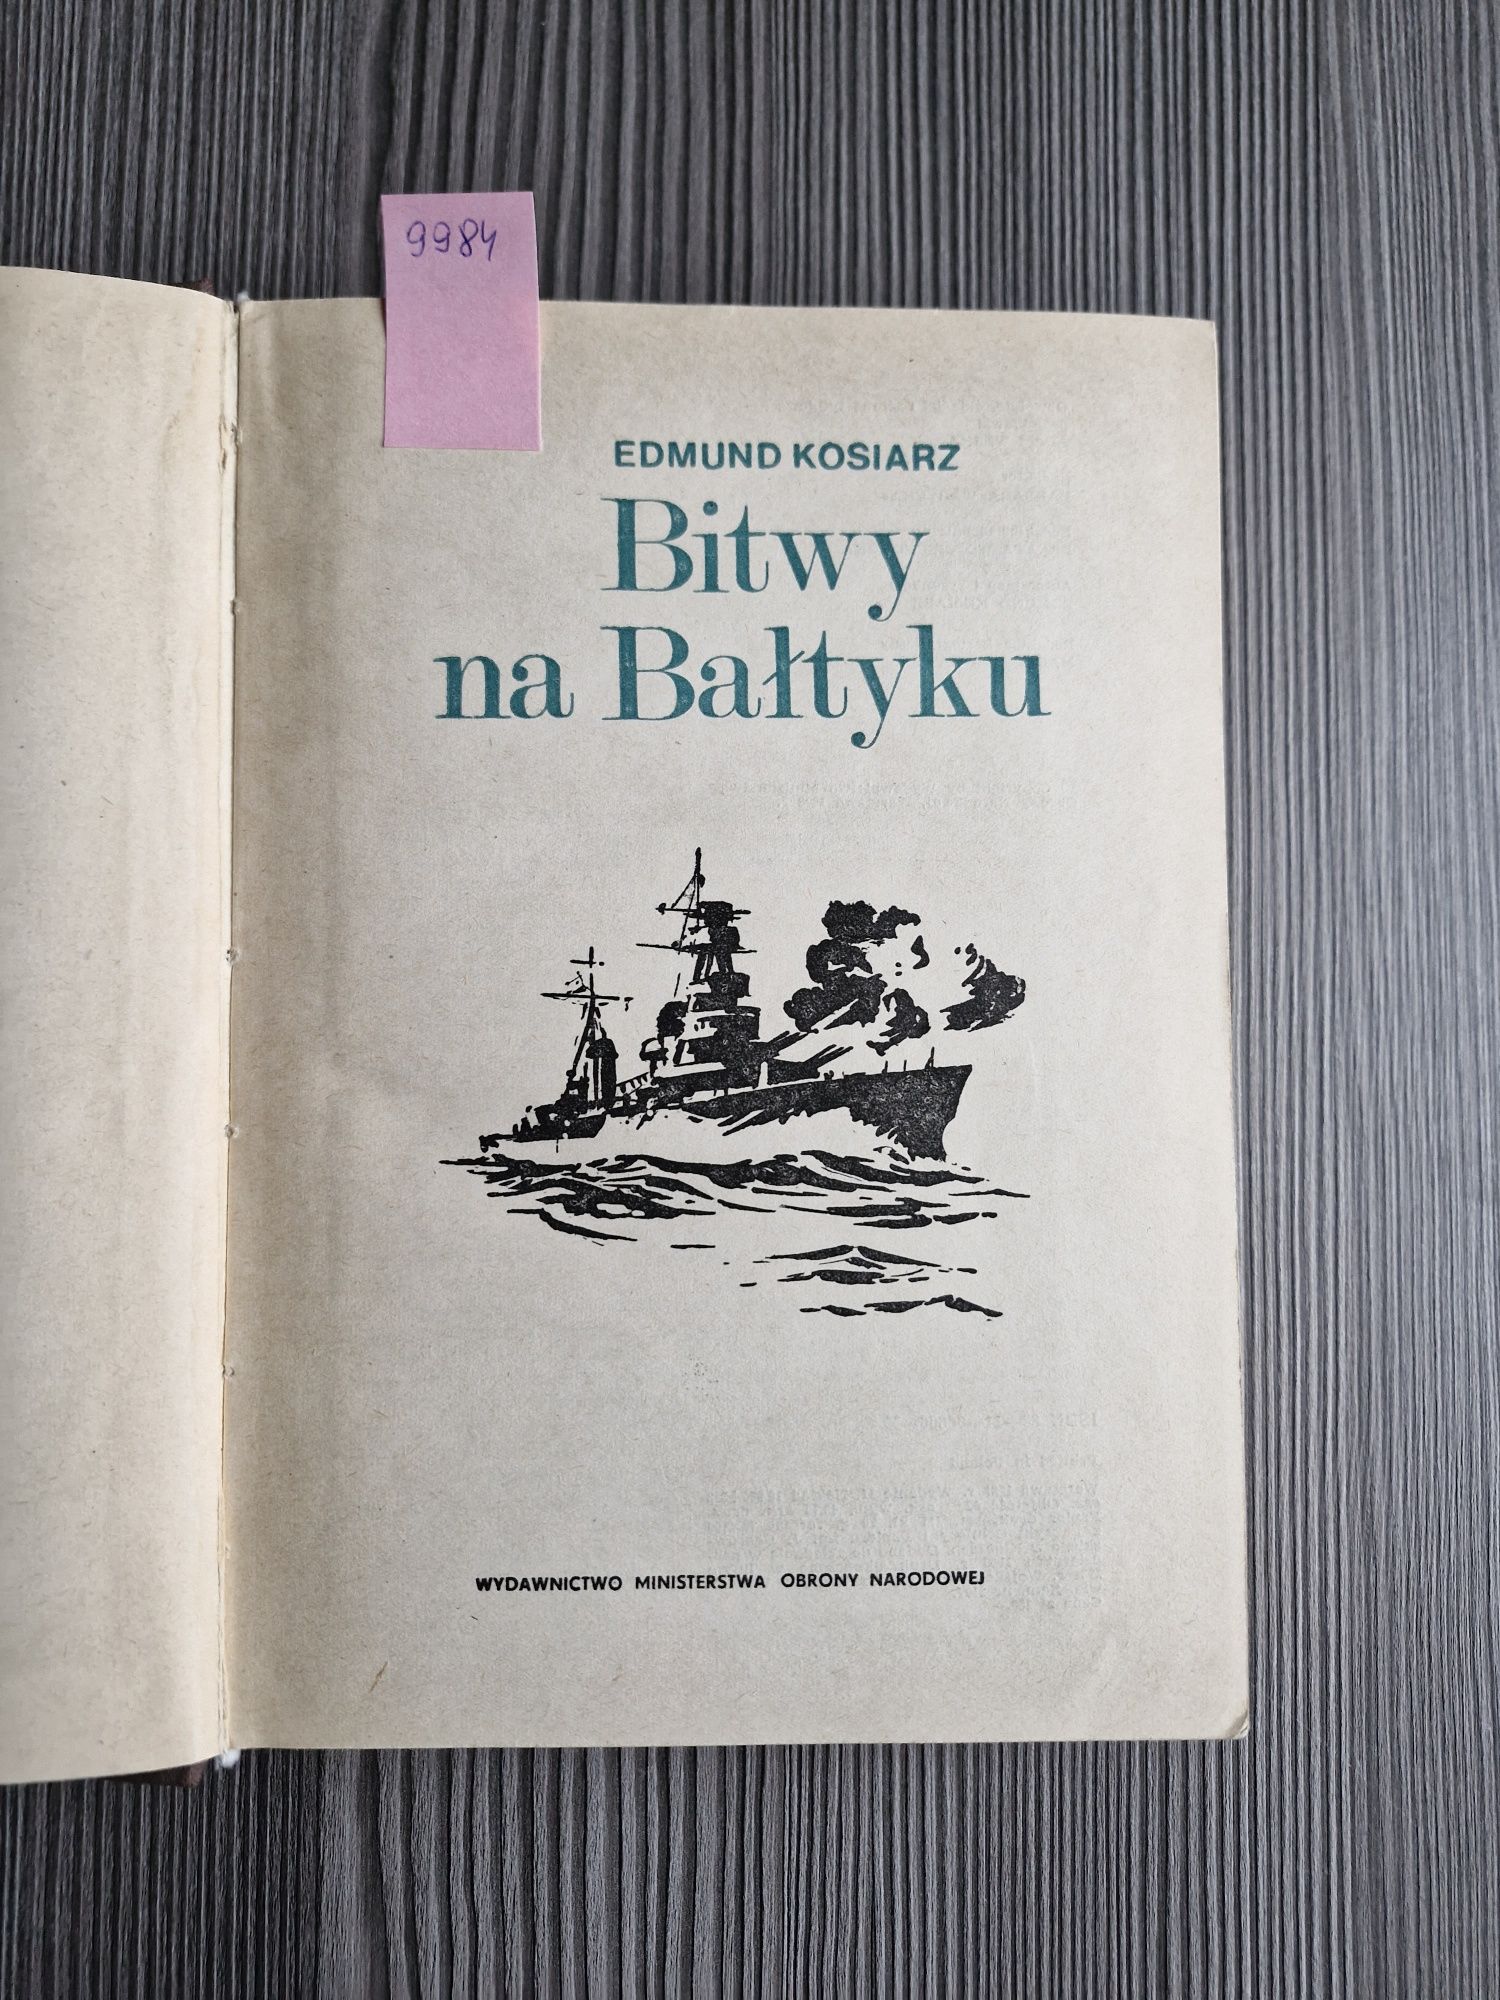 9984
EDMUND KOSIARZ
Bitwy
na Bałtyku
WYDAWNICTWO MINISTERSTWA OBRONY NARODOWEJ